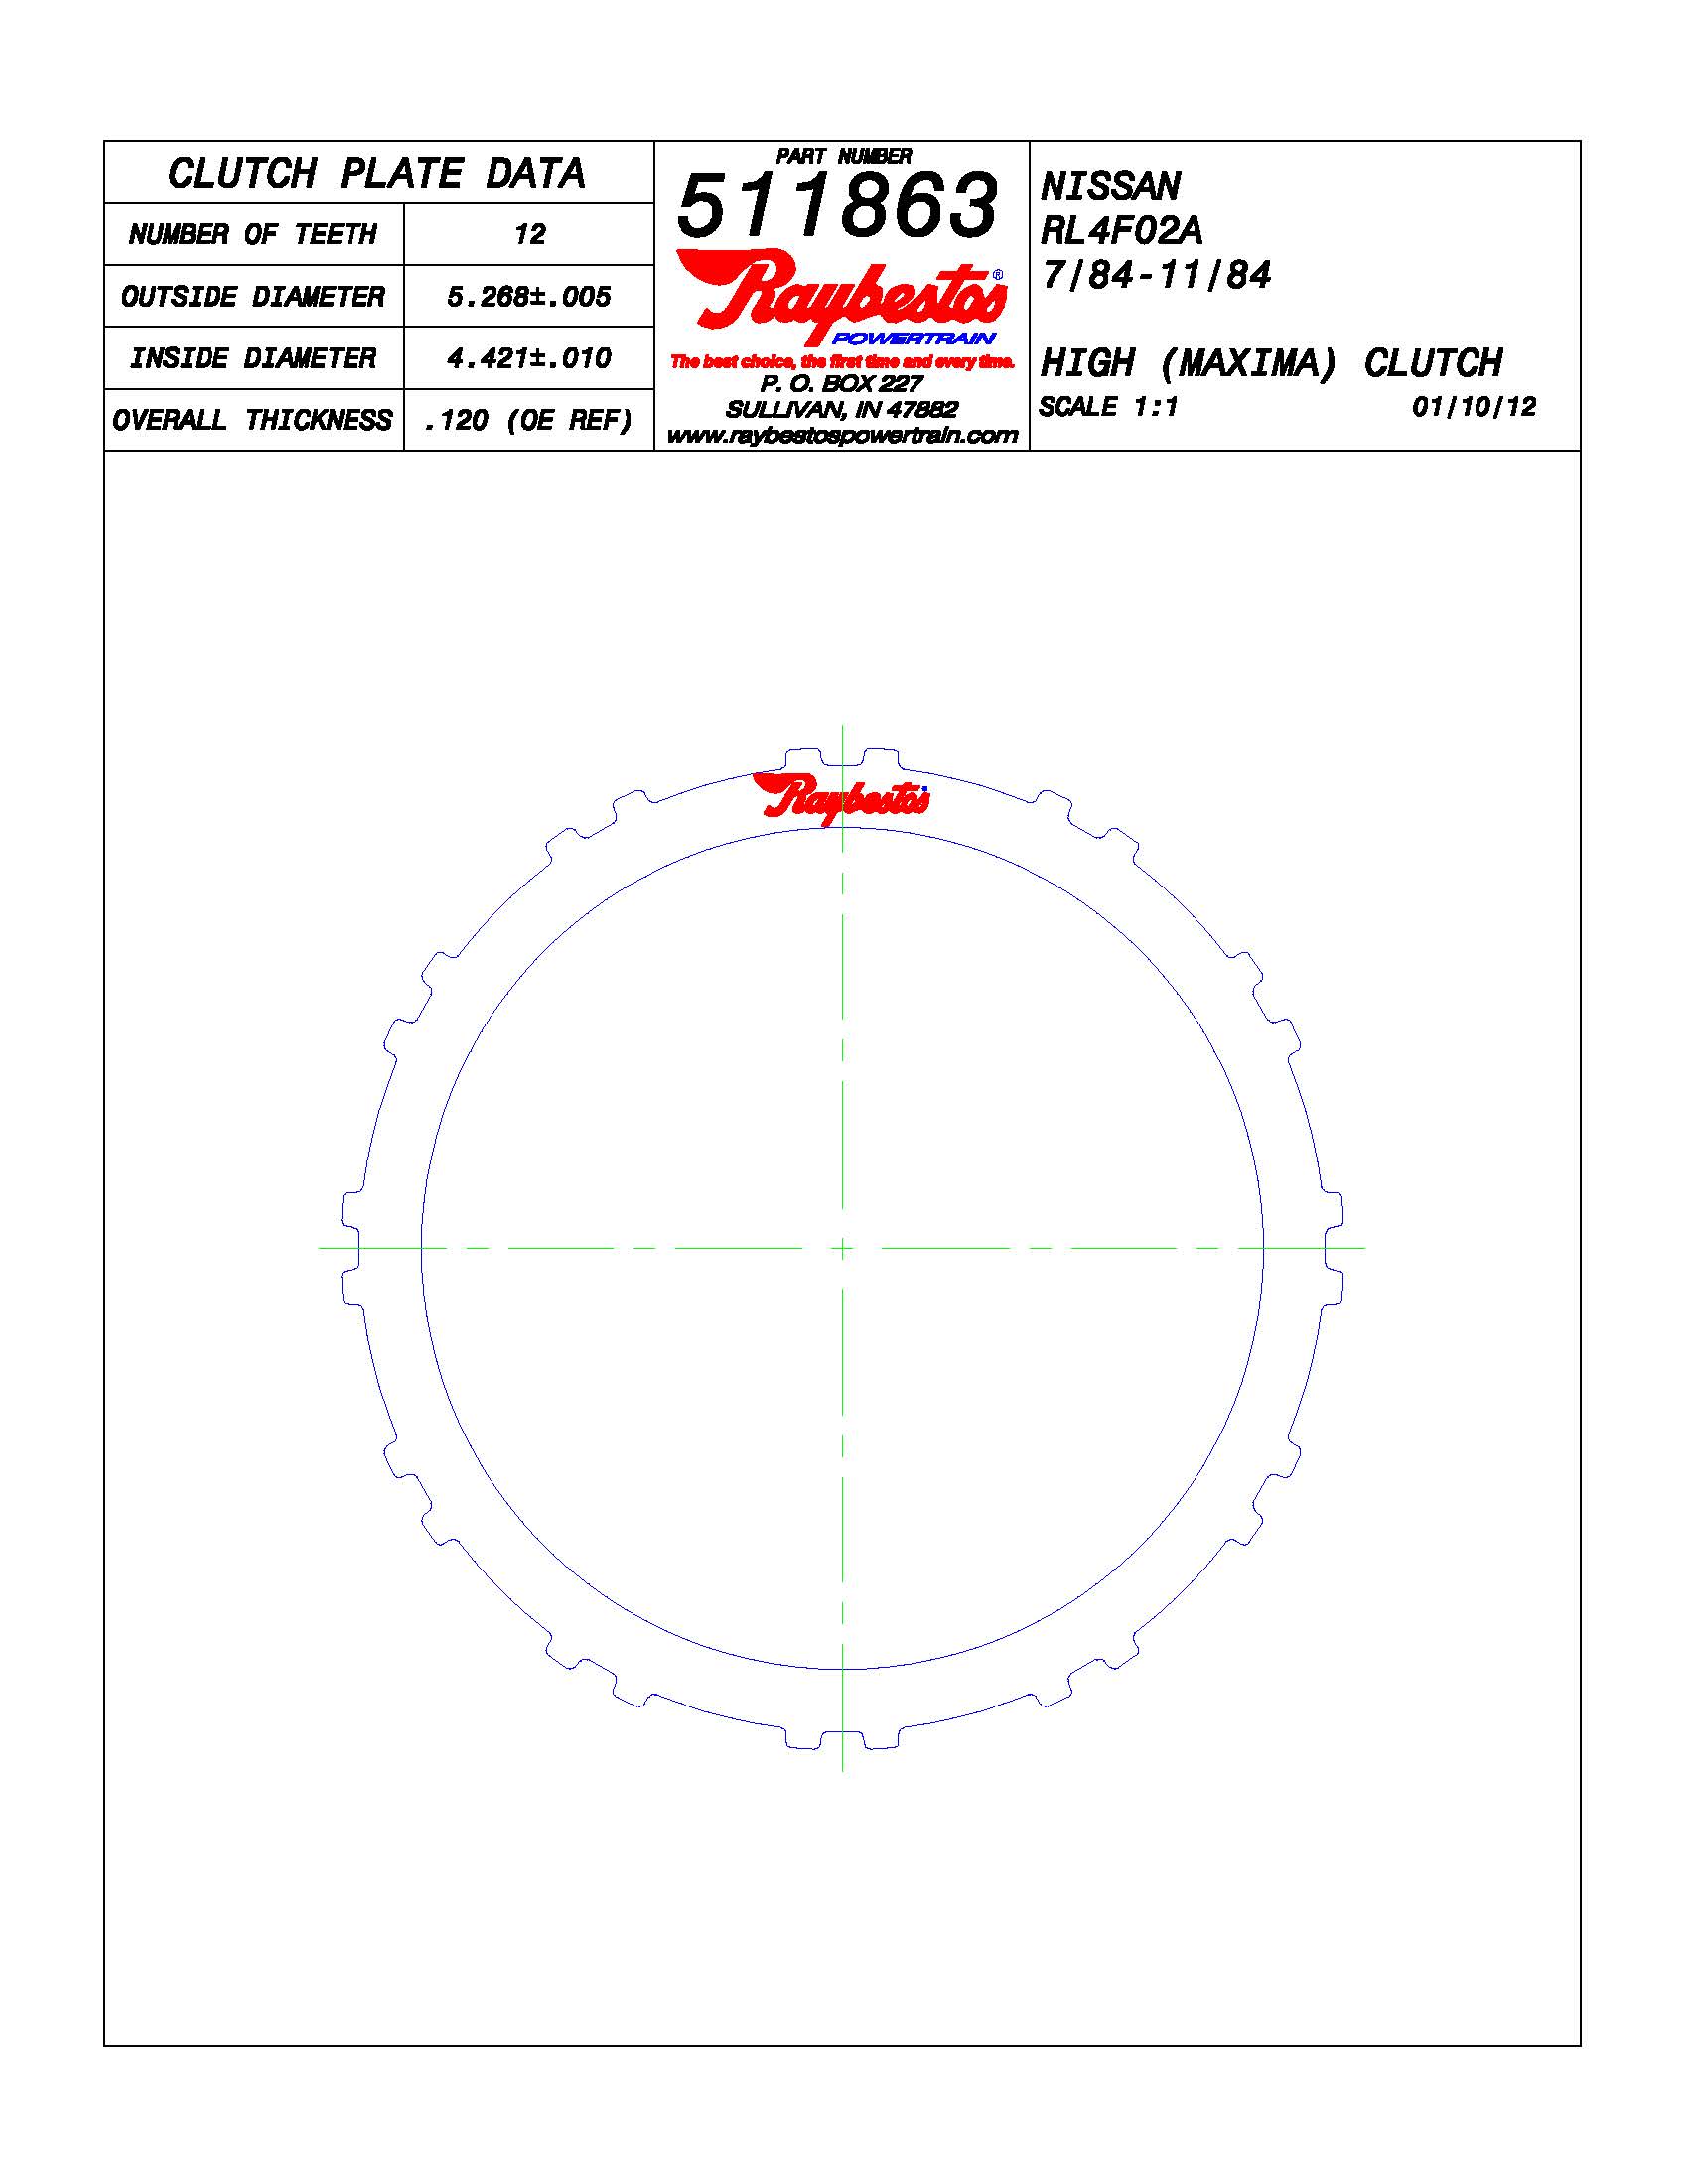 CLUTCH PLATE DATA
NUMBER OF TEETH 12
OUTSIDE DIAMETER 5.268±.005
INSIDE DIAMETER 4.421±.010
OVERALL THICKNESS .120 (OE REF)
PART NUMBER
511863
Raybestos®
POWERTRAIN
The best choice, the first time and every time.
P. O. BOX 227
SULLIVAN, IN 47882
www.raybestospowertrain.com
NISSAN
RL4F02A
7/84-11/84
HIGH (MAXIMA) CLUTCH
SCALE 1:1 01/10/12
Raybestos